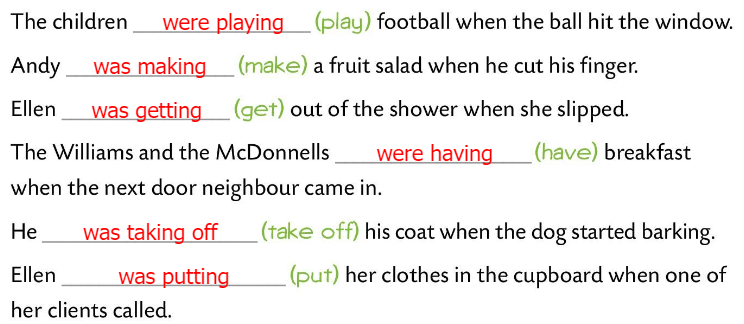 The children were playing (play) football when the ball hit the window.
Andy was making (make) a fruit salad when he cut his finger.
Ellen was getting (get) out of the shower when she slipped.
The Williams and the McDonnells were having (have) breakfast
when the next door neighbour came in.
He was taking off (take off) his coat when the dog started barking.
Ellen was putting (put) her clothes in the cupboard when one of
her clients called.